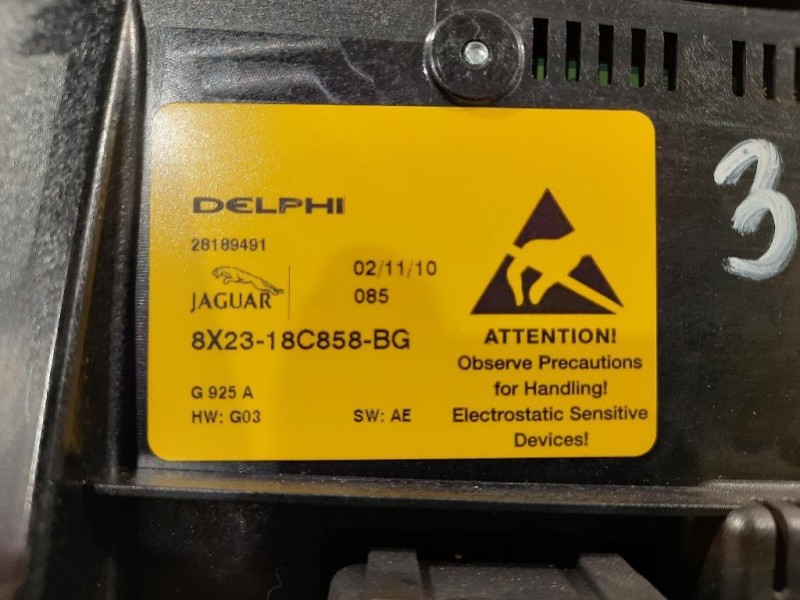 DELPHI
28189491
02/11/10
JAGUAR
085
8X23-18C858-BG
G 925 A
HW: G03 SW: AE
ATTENTION!
Observe Precautions
for Handling!
Electrostatic Sensitive
Devices!
3